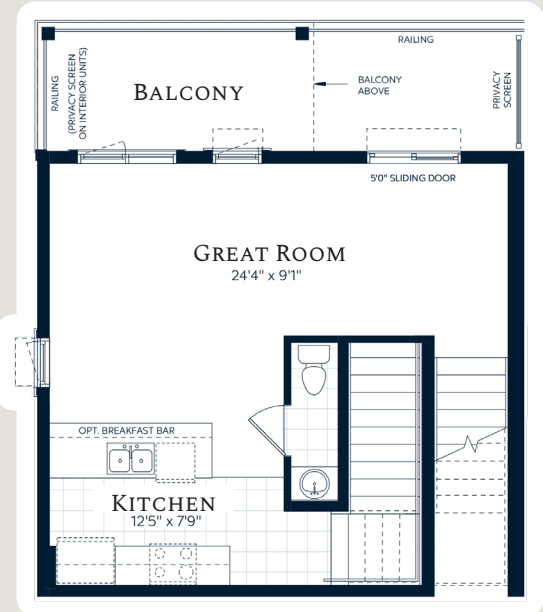 RAILING
RAILING
(PRIVACY SCREEN
ON INTERIOR UNITS)
BALCONY
BALCONY
ABOVE
PRIVACY
SCREEN
5'0" SLIDING DOOR
GREAT ROOM
24'4" x 9'1"
OPT. BREAKFAST BAR
KITCHEN
12'5" x 7'9"